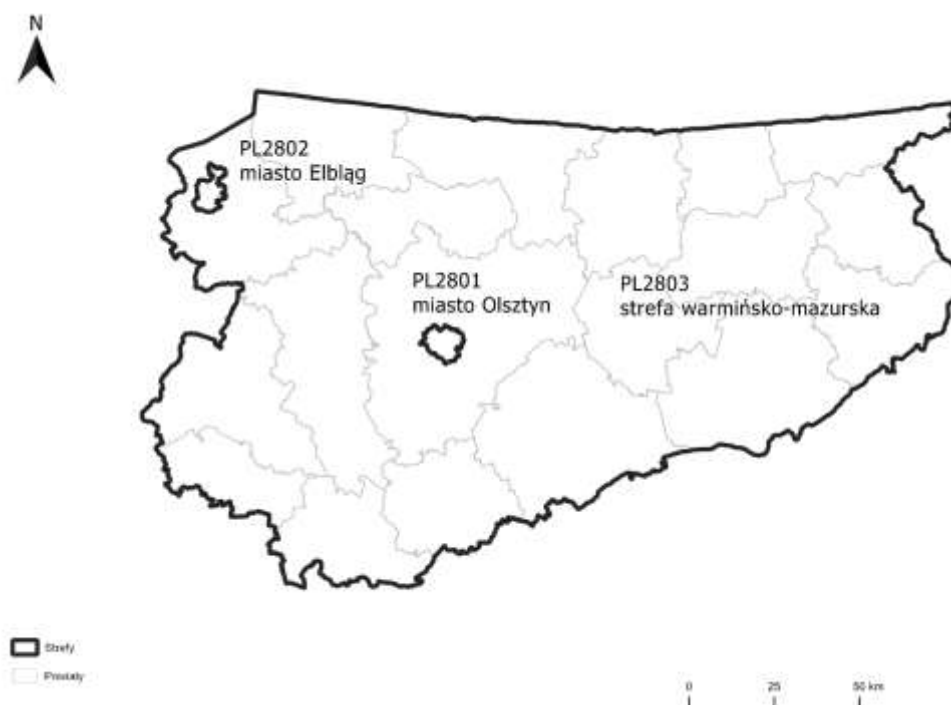 N
PL2802
miasto Elbląg
PL2801
miasto Olsztyn
PL2803
strefa warmińsko-mazurska
Strefy
Powiaty
0 25 50 km